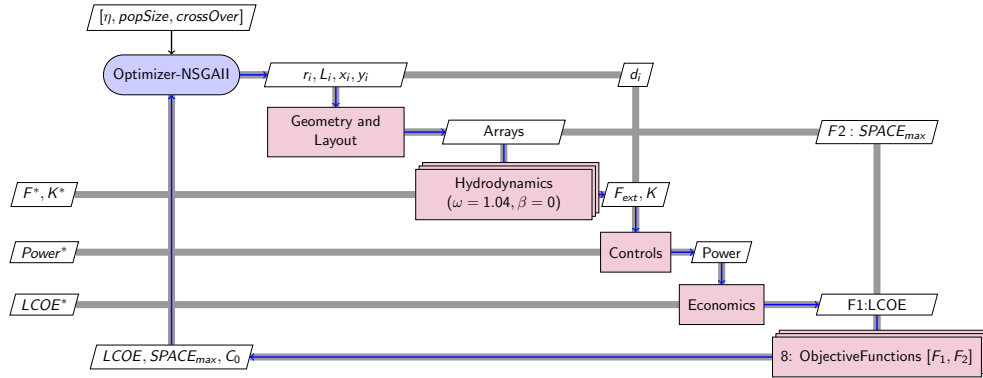 [η, popSize, crossOver]
Optimizer-NSGAII
r_i, L_i, x_i, y_i
d_i
Geometry and
Layout
Arrays
F2 : SPACE_max
F*, K*
Hydrodynamics
(ω = 1.04, β = 0)
F_ext, K
Power*
Controls
Power
LCOE*
Economics
F1:LCOE
LCOE, SPACE_max, C_0
8: ObjectiveFunctions [F_1, F_2]